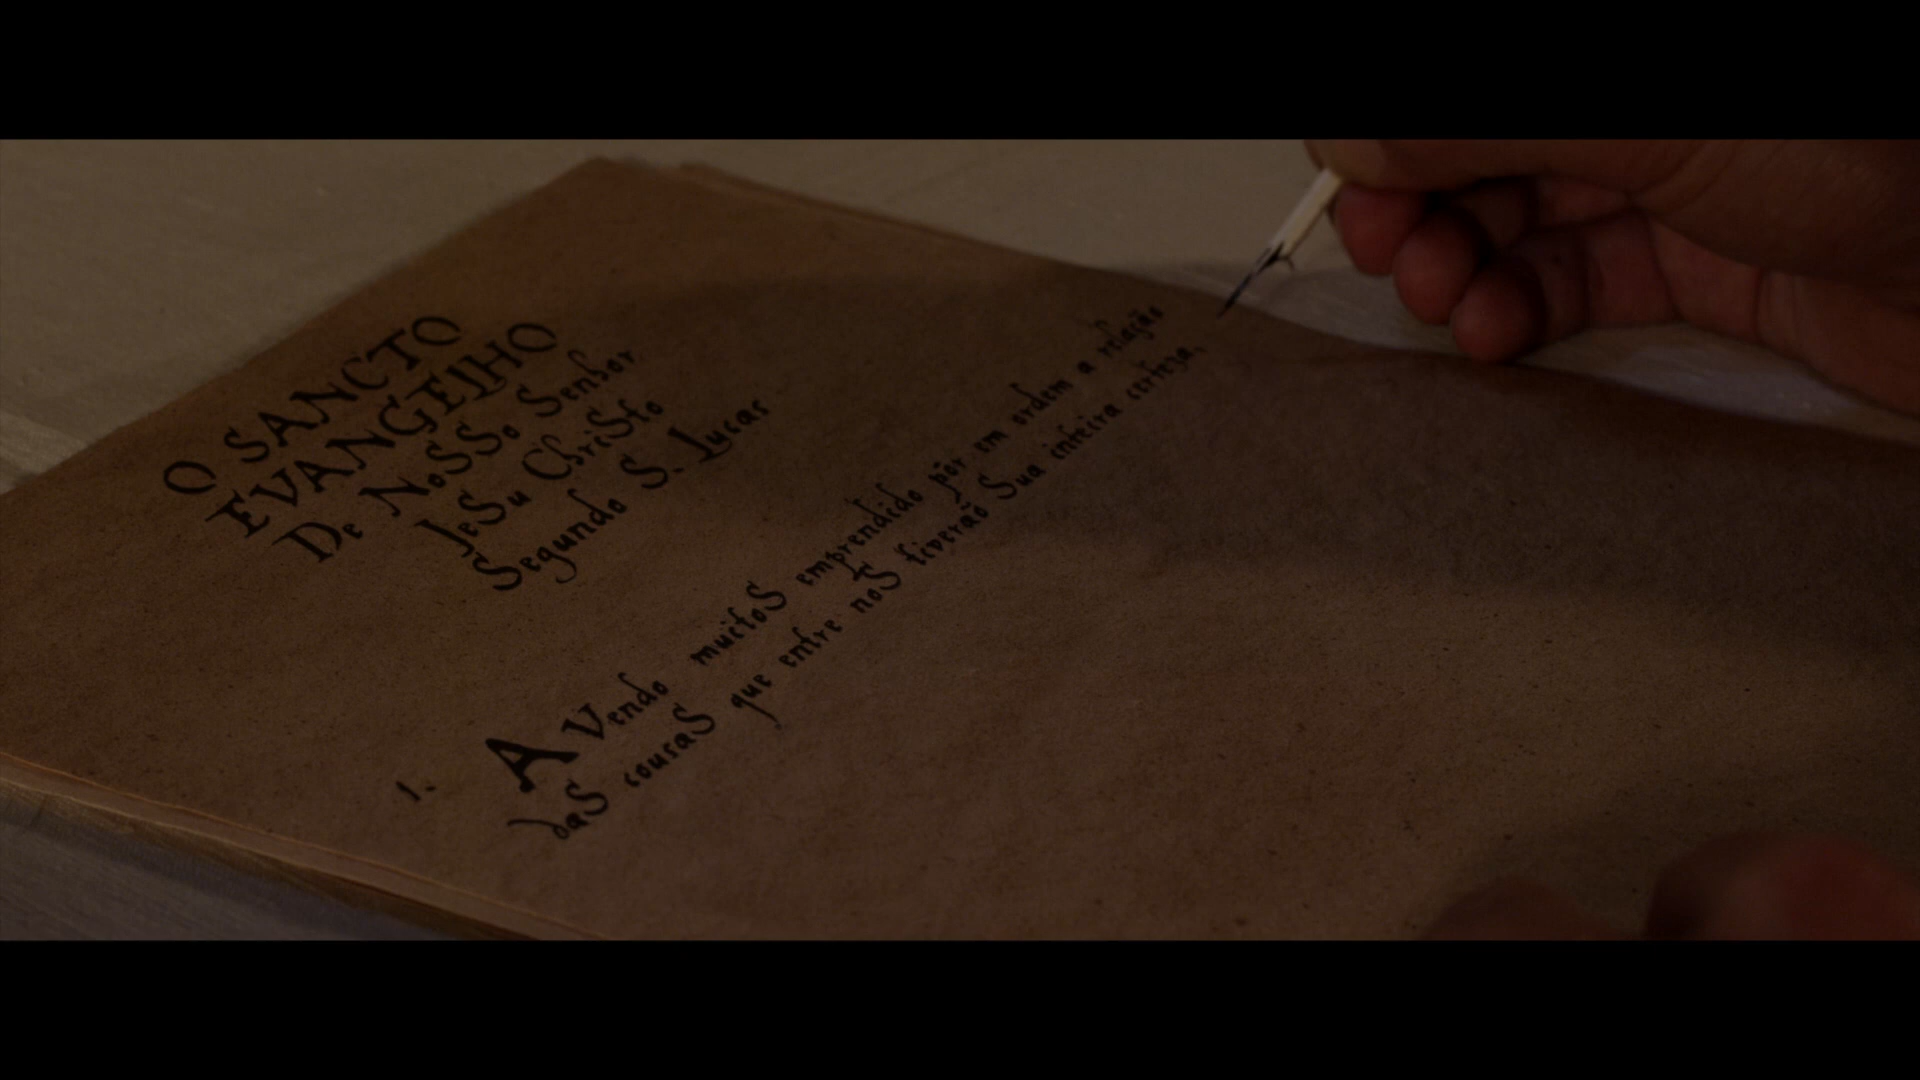 O SANCTO
EVANGELHO
De NoSSo Senhor
JeSu ChriSto
Segundo S. Lucas
1. AVendo muitoS emprendido pôr em ordem a relação
daS cousaS que entre noS tiverão Sua inteira certeza,